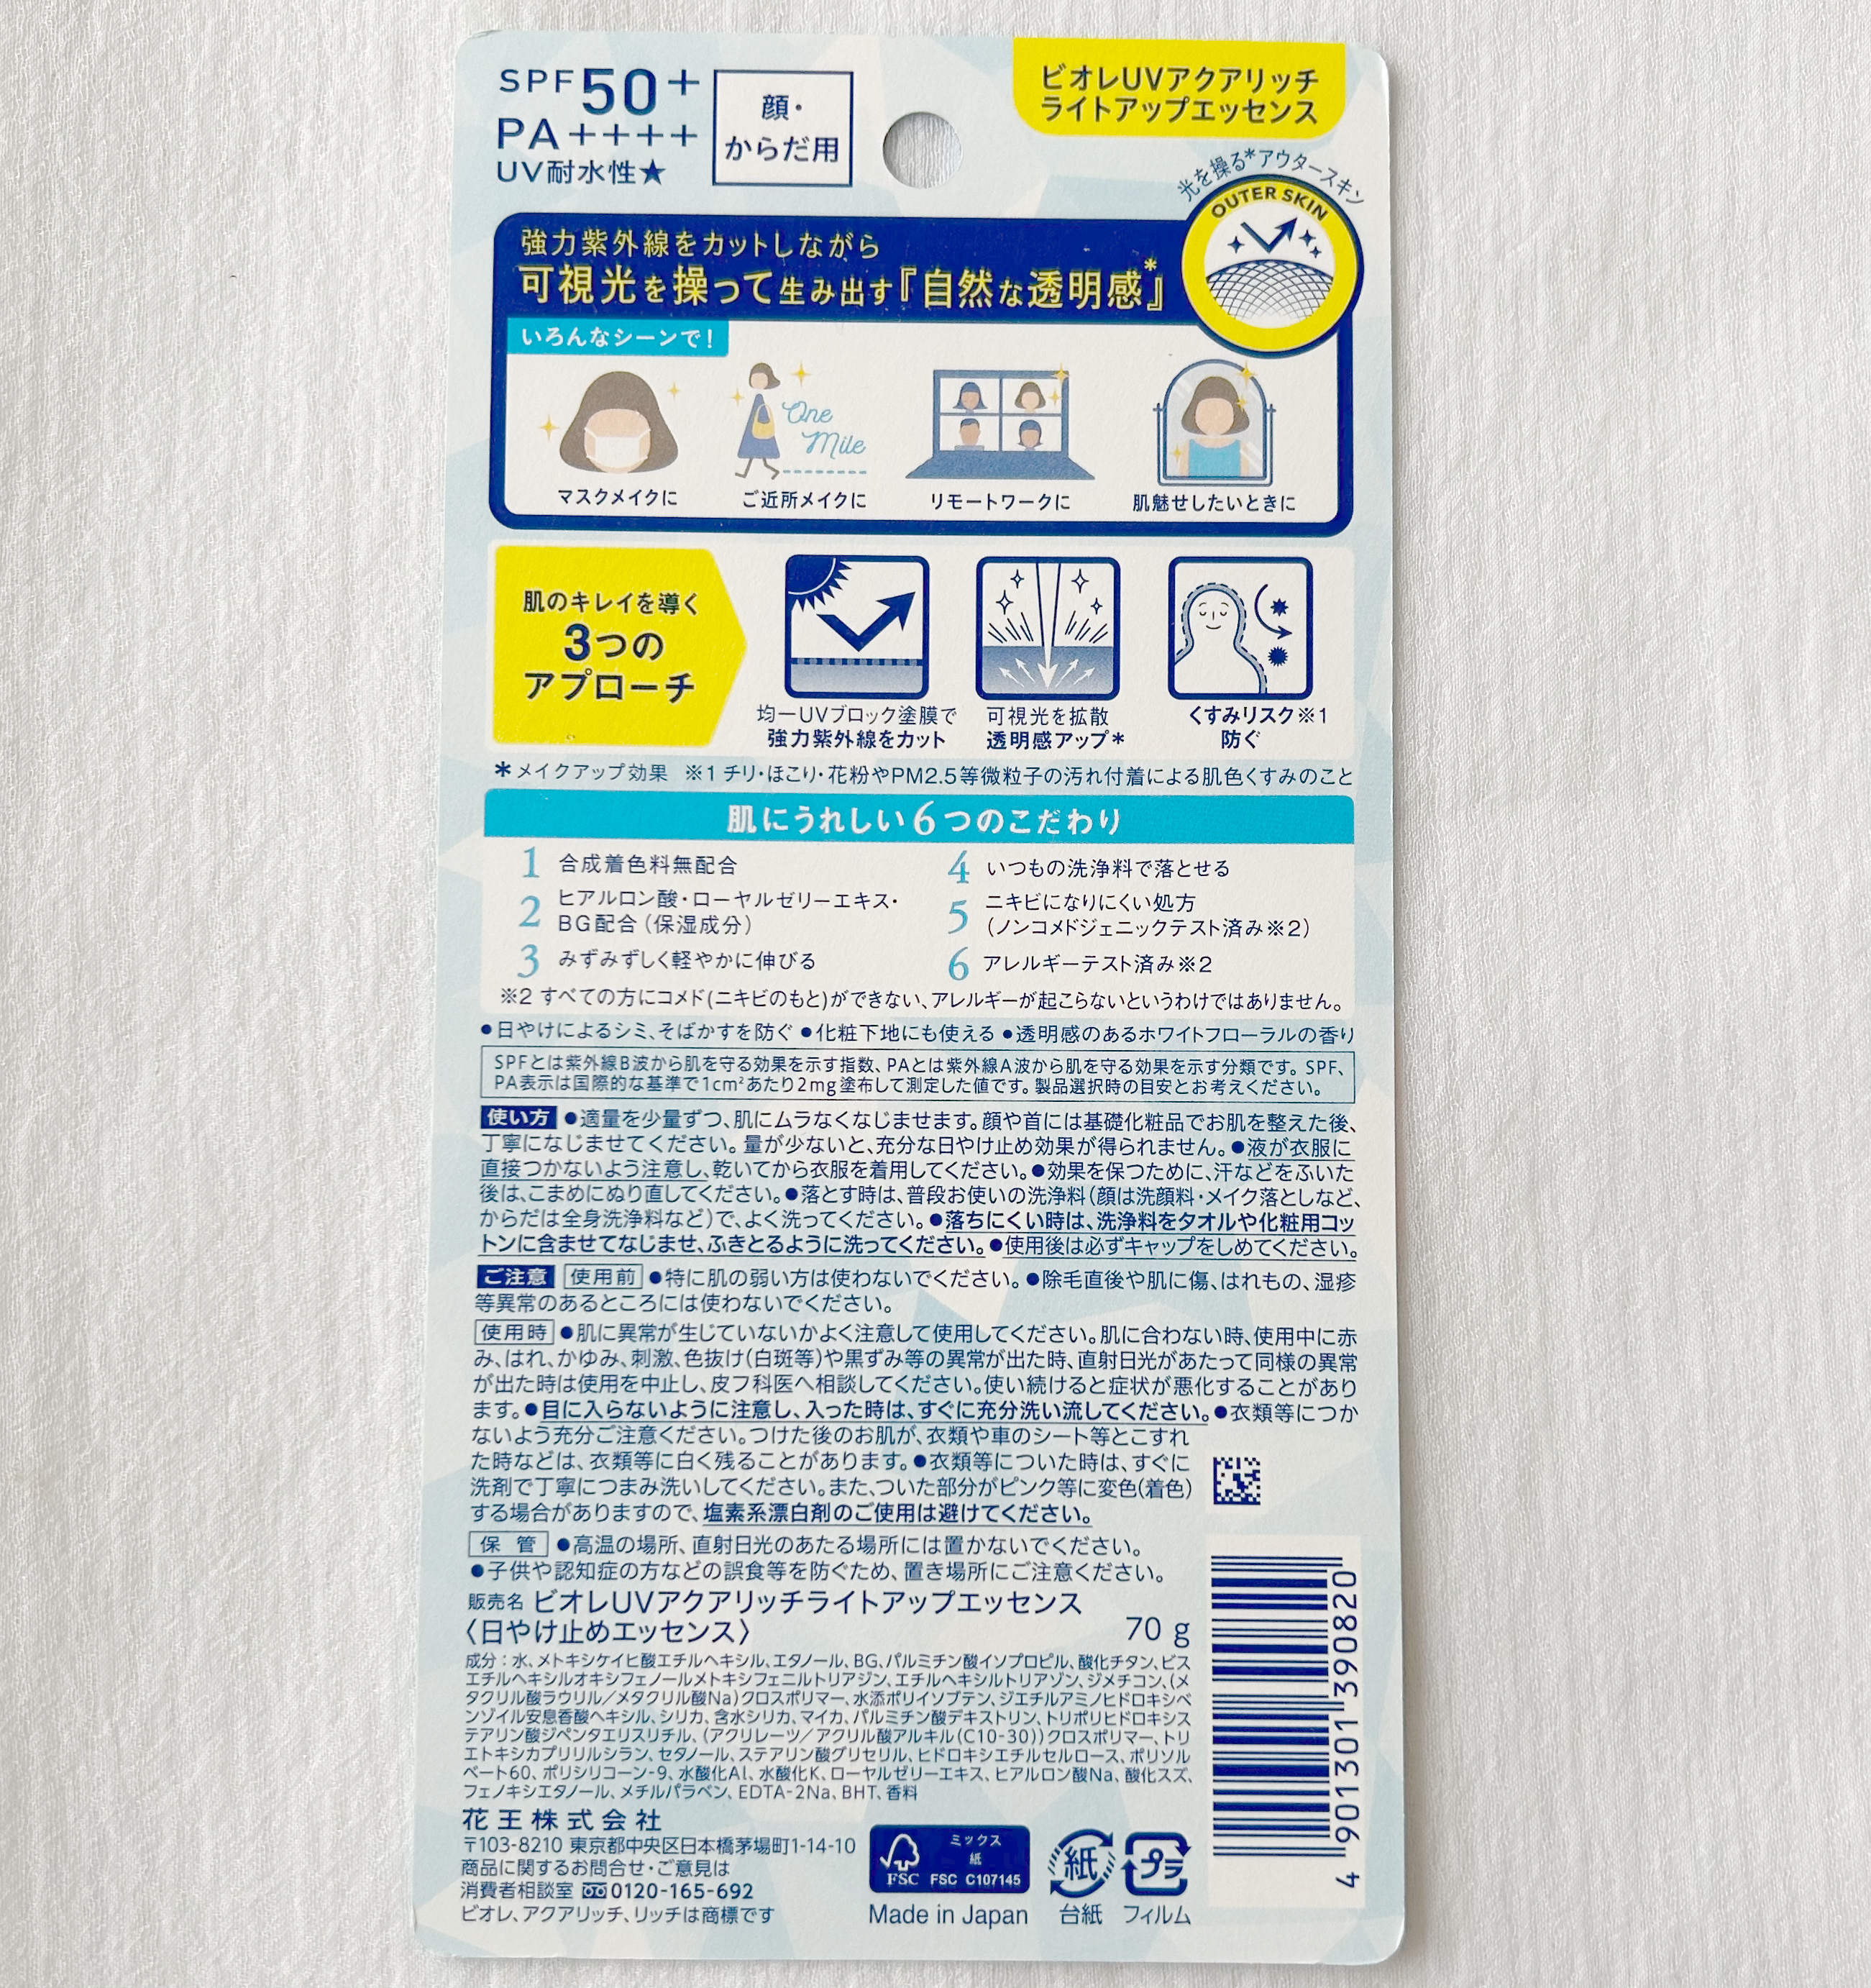 SPF50+
PA++++
UV耐水性★
顔・
からだ用
ビオレUVアクアリッチ
ライトアップエッセンス
光を操る*アウタースキン
OUTER SKIN
強力紫外線をカットしながら
可視光を操って生み出す『自然な透明感*』
いろんなシーンで!
One
Mile
マスクメイクに
ご近所メイクに
リモートワークに
肌魅せしたいときに
肌のキレイを導く
3つの
アプローチ
均一UVブロック塗膜で
強力紫外線をカット
可視光を拡散
透明感アップ*
くすみリスク※1
防ぐ
*メイクアップ効果 ※1 チリ・ほこり・花粉やPM2.5等微粒子の汚れ付着による肌色くすみのこと
肌にうれしい6つのこだわり
1 合成着色料無配合
2 ヒアルロン酸・ローヤルゼリーエキス・
BG配合(保湿成分)
3 みずみずしく軽やかに伸びる
4 いつもの洗浄料で落とせる
5 ニキビになりにくい処方
(ノンコメドジェニックテスト済み※2)
6 アレルギーテスト済み※2
※2 すべての方にコメド(ニキビのもと)ができない、アレルギーが起こらないというわけではありません。
●日やけによるシミ、そばかすを防ぐ ●化粧下地にも使える ●透明感のあるホワイトフローラルの香り
SPFとは紫外線B波から肌を守る効果を示す指数、PAとは紫外線A波から肌を守る効果を示す分類です。SPF、
PA表示は国際的な基準で1cm²あたり2mg塗布して測定した値です。製品選択時の目安とお考えください。
使い方 ●適量を少量ずつ、肌にムラなくなじませます。顔や首には基礎化粧品でお肌を整えた後、
丁寧になじませてください。量が少ないと、充分な日やけ止め効果が得られません。●液が衣服に
直接つかないよう注意し、乾いてから衣服を着用してください。●効果を保つために、汗などをふいた
後は、こまめにぬり直してください。●落とす時は、普段お使いの洗浄料(顔は洗顔料・メイク落としなど、
からだは全身洗浄料など)で、よく洗ってください。●落ちにくい時は、洗浄料をタオルや化粧用コッ
トンに含ませてなじませ、ふきとるように洗ってください。●使用後は必ずキャップをしめてください。
ご注意 使用前 ●特に肌の弱い方は使わないでください。●除毛直後や肌に傷、はれもの、湿疹
等異常のあるところには使わないでください。
使用時 ●肌に異常が生じていないかよく注意して使用してください。肌に合わない時、使用中に赤
み、はれ、かゆみ、刺激、色抜け(白斑等)や黒ずみ等の異常が出た時、直射日光があたって同様の異常
が出た時は使用を中止し、皮フ科医へ相談してください。使い続けると症状が悪化することがあり
ます。●目に入らないように注意し、入った時は、すぐに充分洗い流してください。●衣類等につか
ないよう充分ご注意ください。つけた後のお肌が、衣類や車のシート等とこすれ
た時などは、衣類等に白く残ることがあります。●衣類等についた時は、すぐに
洗剤で丁寧につまみ洗いしてください。また、ついた部分がピンク等に変色(着色)
する場合がありますので、塩素系漂白剤のご使用は避けてください。
保 管 ●高温の場所、直射日光のあたる場所には置かないでください。
●子供や認知症の方などの誤食等を防ぐため、置き場所にご注意ください。
販売名 ビオレUVアクアリッチライトアップエッセンス
〈日やけ止めエッセンス〉 70 g
成分:水、メトキシケイヒ酸エチルヘキシル、エタノール、BG、パルミチン酸イソプロピル、酸化チタン、ビス
エチルヘキシルオキシフェノールメトキシフェニルトリアジン、エチルヘキシルトリアゾン、ジメチコン、(メ
タクリル酸ラウリル/メタクリル酸Na)クロスポリマー、水添ポリイソブテン、ジエチルアミノヒドロキシベ
ンゾイル安息香酸ヘキシル、シリカ、含水シリカ、マイカ、パルミチン酸デキストリン、トリポリヒドロキシス
テアリン酸ジペンタエリスリチル、(アクリレーツ/アクリル酸アルキル(C10-30))クロスポリマー、トリ
エトキシカプリリルシラン、セタノール、ステアリン酸グリセリル、ヒドロキシエチルセルロース、ポリソル
ベート60、ポリシリコーン-9、水酸化Al、水酸化K、ローヤルゼリーエキス、ヒアルロン酸Na、酸化スズ、
フェノキシエタノール、メチルパラベン、EDTA-2Na、BHT、香料
花王株式会社
〒103-8210 東京都中央区日本橋茅場町1-14-10
商品に関するお問合せ・ご意見は
消費者相談室 0120-165-692
ビオレ、アクアリッチ、リッチは商標です
FSC
ミックス
紙
FSC C107145
Made in Japan
紙
台紙
プラ
フィルム
4 901301 390820